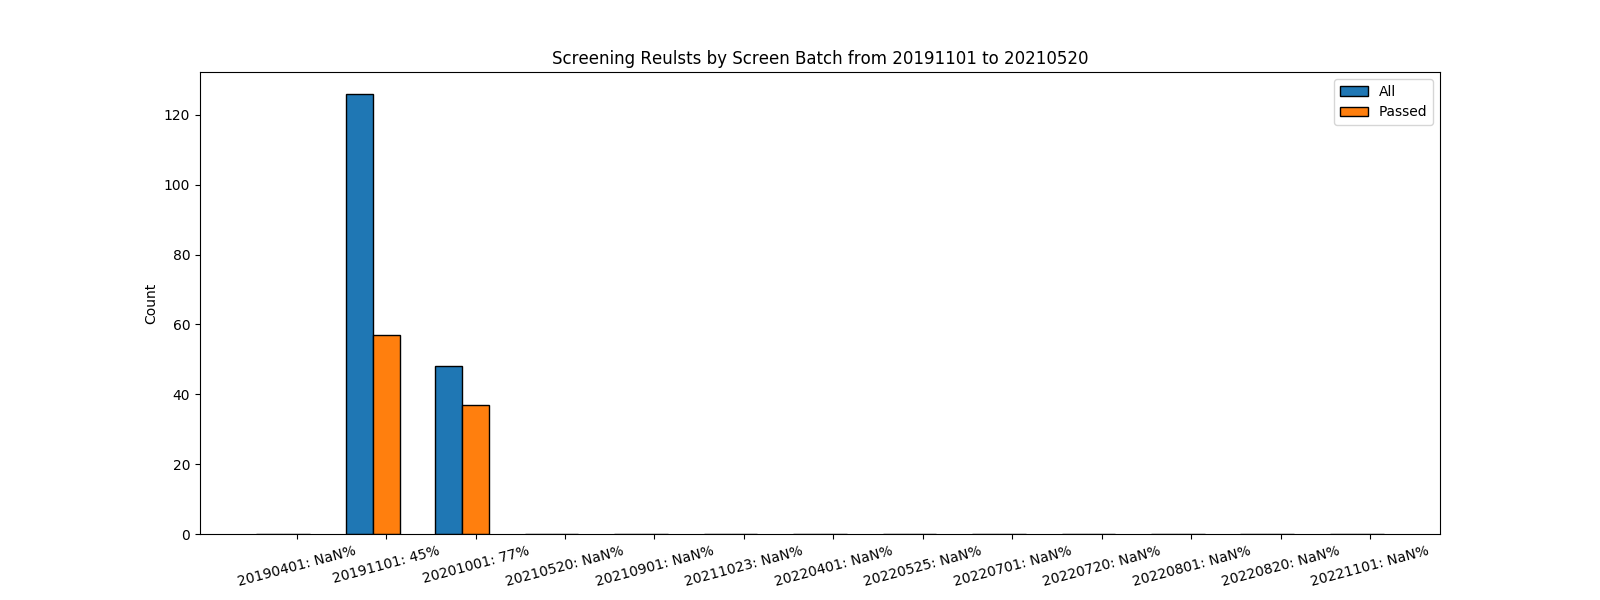 Screening Reulsts by Screen Batch from 20191101 to 20210520
All
Passed
Count
120
100
80
60
40
20
0
20190401: NaN%
20191101: 45%
20201001: 77%
20210520: NaN%
20210901: NaN%
20211023: NaN%
20220401: NaN%
20220525: NaN%
20220701: NaN%
20220720: NaN%
20220801: NaN%
20220820: NaN%
20221101: NaN%